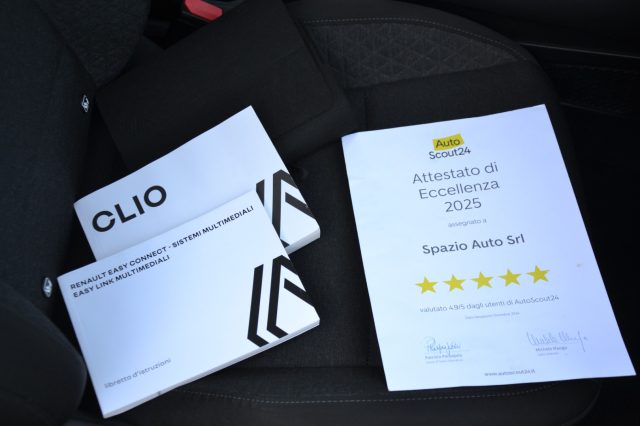 CLIO
RENAULT EASY CONNECT - SISTEMI MULTIMEDIALI
EASY LINK MULTIMEDIALI
libretto d'istruzioni
Auto
Scout24
Attestato di
Eccellenza
2025
assegnato a
Spazio Auto Srl
valutato 4.9/5 dagli utenti di AutoScout24
www.autoscout24.it